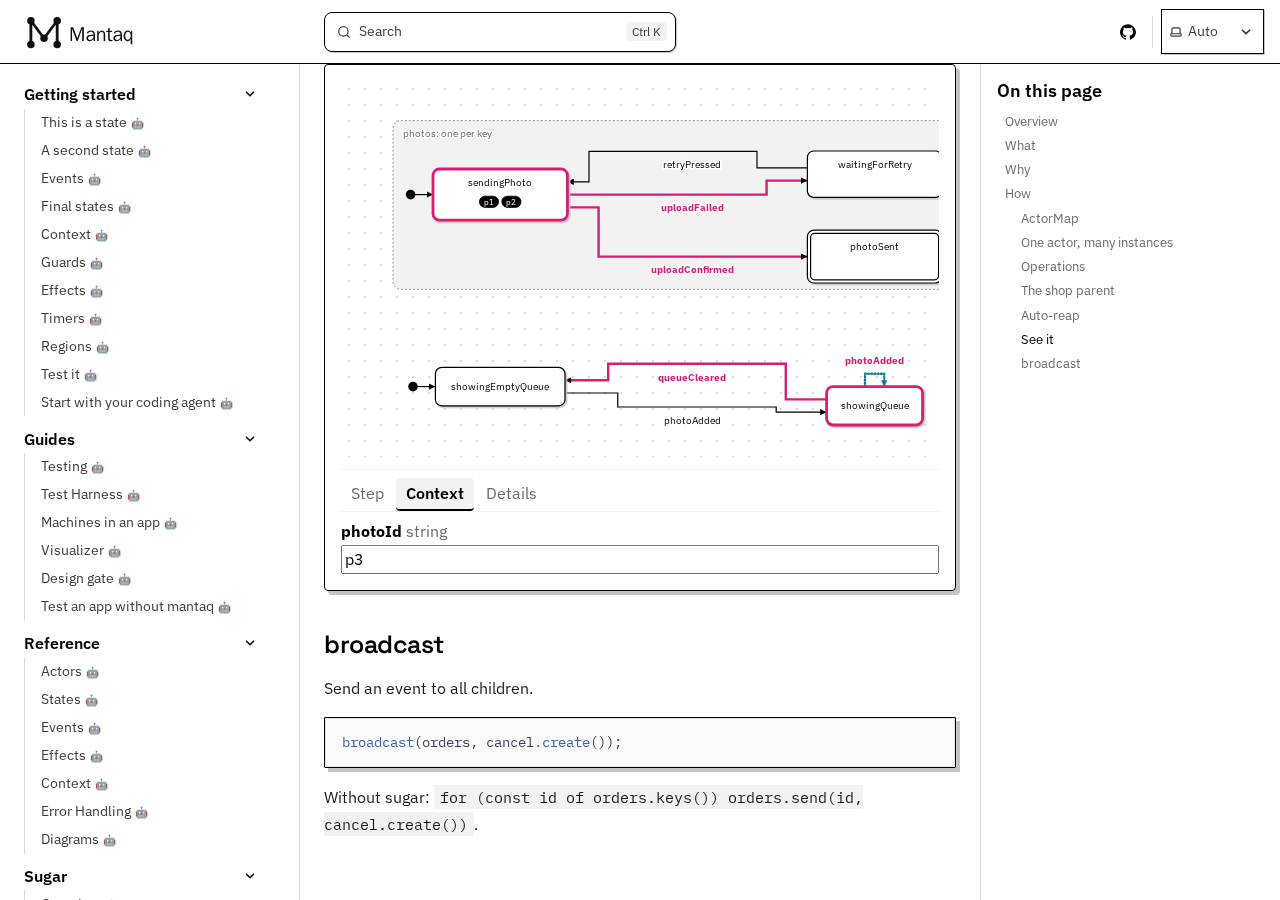 Mantaq
Search
Ctrl K
Auto
Getting started
This is a state 🤖
A second state 🤖
Events 🤖
Final states 🤖
Context 🤖
Guards 🤖
Effects 🤖
Timers 🤖
Regions 🤖
Test it 🤖
Start with your coding agent 🤖
Guides
Testing 🤖
Test Harness 🤖
Machines in an app 🤖
Visualizer 🤖
Design gate 🤖
Test an app without mantaq 🤖
Reference
Actors 🤖
States 🤖
Events 🤖
Effects 🤖
Context 🤖
Error Handling 🤖
Diagrams 🤖
Sugar
photos: one per key
sendingPhoto
p1 p2
retryPressed
waitingForRetry
uploadFailed
photoSent
uploadConfirmed
showingEmptyQueue
queueCleared
photoAdded
photoAdded
showingQueue
Step Context Details
photoId string
p3
broadcast
Send an event to all children.
broadcast(orders, cancel.create());
Without sugar: for (const id of orders.keys()) orders.send(id,
cancel.create()) .
On this page
Overview
What
Why
How
ActorMap
One actor, many instances
Operations
The shop parent
Auto-reap
See it
broadcast